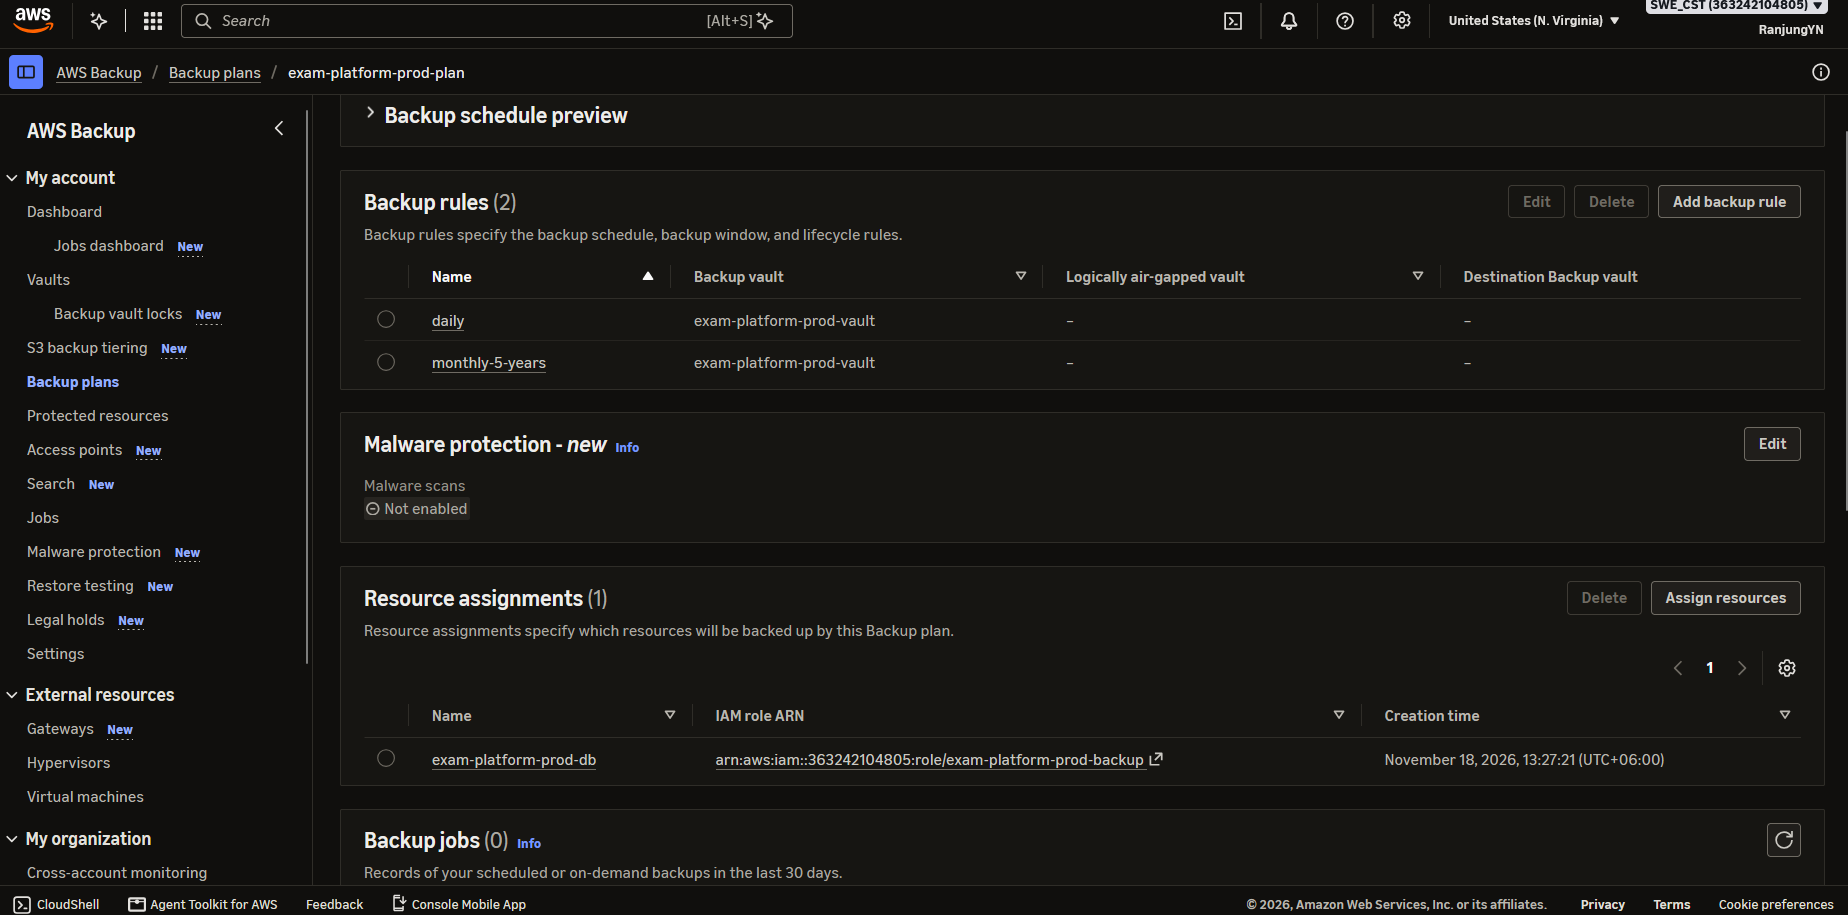 aws
Search [Alt+S]
United States (N. Virginia)
SWE_CST (363242104805)
RanjungYN
AWS Backup / Backup plans / exam-platform-prod-plan
AWS Backup
My account
Dashboard
Jobs dashboard New
Vaults
Backup vault locks New
S3 backup tiering New
Backup plans
Protected resources
Access points New
Search New
Jobs
Malware protection New
Restore testing New
Legal holds New
Settings
External resources
Gateways New
Hypervisors
Virtual machines
My organization
Cross-account monitoring
Backup schedule preview
Backup rules (2)
Edit Delete Add backup rule
Backup rules specify the backup schedule, backup window, and lifecycle rules.
Name Backup vault Logically air-gapped vault Destination Backup vault
daily exam-platform-prod-vault – –
monthly-5-years exam-platform-prod-vault – –
Malware protection - new Info
Edit
Malware scans
Not enabled
Resource assignments (1)
Delete Assign resources
Resource assignments specify which resources will be backed up by this Backup plan.
1
Name IAM role ARN Creation time
exam-platform-prod-db arn:aws:iam::363242104805:role/exam-platform-prod-backup November 18, 2026, 13:27:21 (UTC+06:00)
Backup jobs (0) Info
Records of your scheduled or on-demand backups in the last 30 days.
CloudShell Agent Toolkit for AWS Feedback Console Mobile App © 2026, Amazon Web Services, Inc. or its affiliates. Privacy Terms Cookie preferences